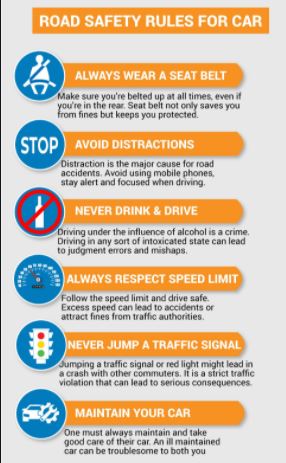 ROAD SAFETY RULES FOR CAR
ALWAYS WEAR A SEAT BELT
Make sure you're belted up at all times, even if
you're in the rear. Seat belt not only saves you
from fines but keeps you protected.
STOP
AVOID DISTRACTIONS
Distraction is the major cause for road
accidents. Avoid using mobile phones,
stay alert and focused when driving.
NEVER DRINK & DRIVE
Driving under the influence of alcohol is a crime.
Driving in any sort of intoxicated state can lead
to judgment errors and mishaps.
ALWAYS RESPECT SPEED LIMIT
Follow the speed limit and drive safe.
Excess speed can lead to accidents or
attract fines from traffic authorities.
NEVER JUMP A TRAFFIC SIGNAL
Jumping a traffic signal or red light might lead in
a crash with other commuters. It is a strict traffic
violation that can lead to serious consequences.
MAINTAIN YOUR CAR
One must always maintain and take
good care of their car. An ill maintained
car can be troublesome to both you